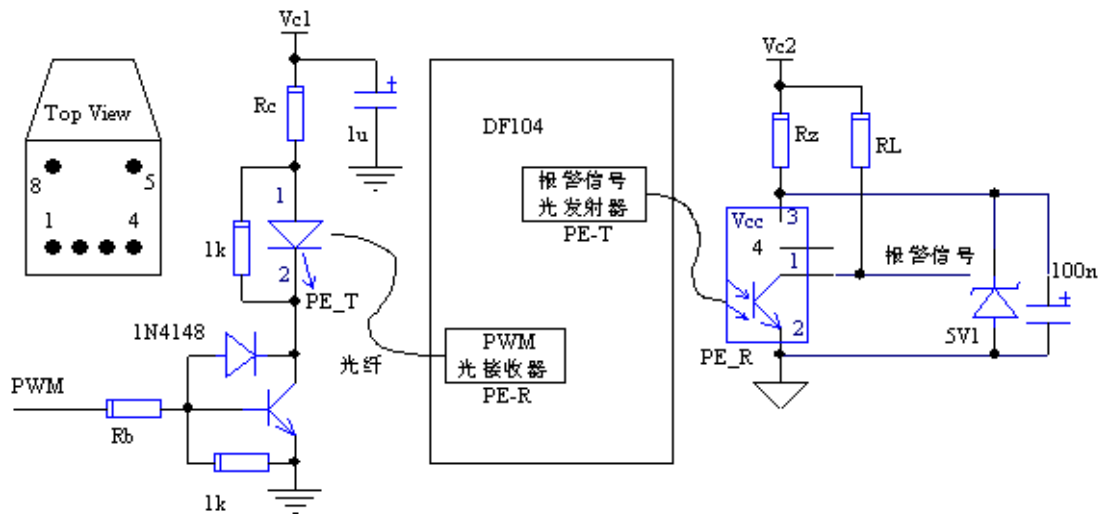 Top View
8
5
1
4
Vc1
Rc
1u
1
1k
2
PE_T
1N4148
光纤
PWM
Rb
1k
DF104
报警信号
光发射器
PE-T
PWM
光接收器
PE-R
Vc2
Rz
RL
Vcc
3
4
1
报警信号
2
PE_R
5V1
100n